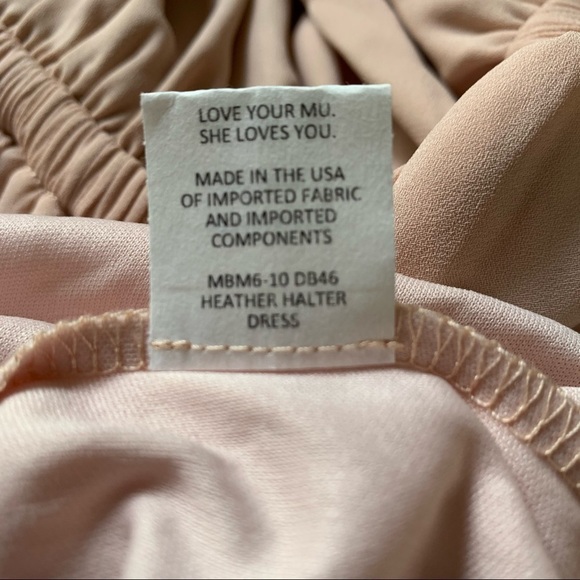 LOVE YOUR MU.
SHE LOVES YOU.
MADE IN THE USA
OF IMPORTED FABRIC
AND IMPORTED
COMPONENTS
MBM6-10 DB46
HEATHER HALTER
DRESS